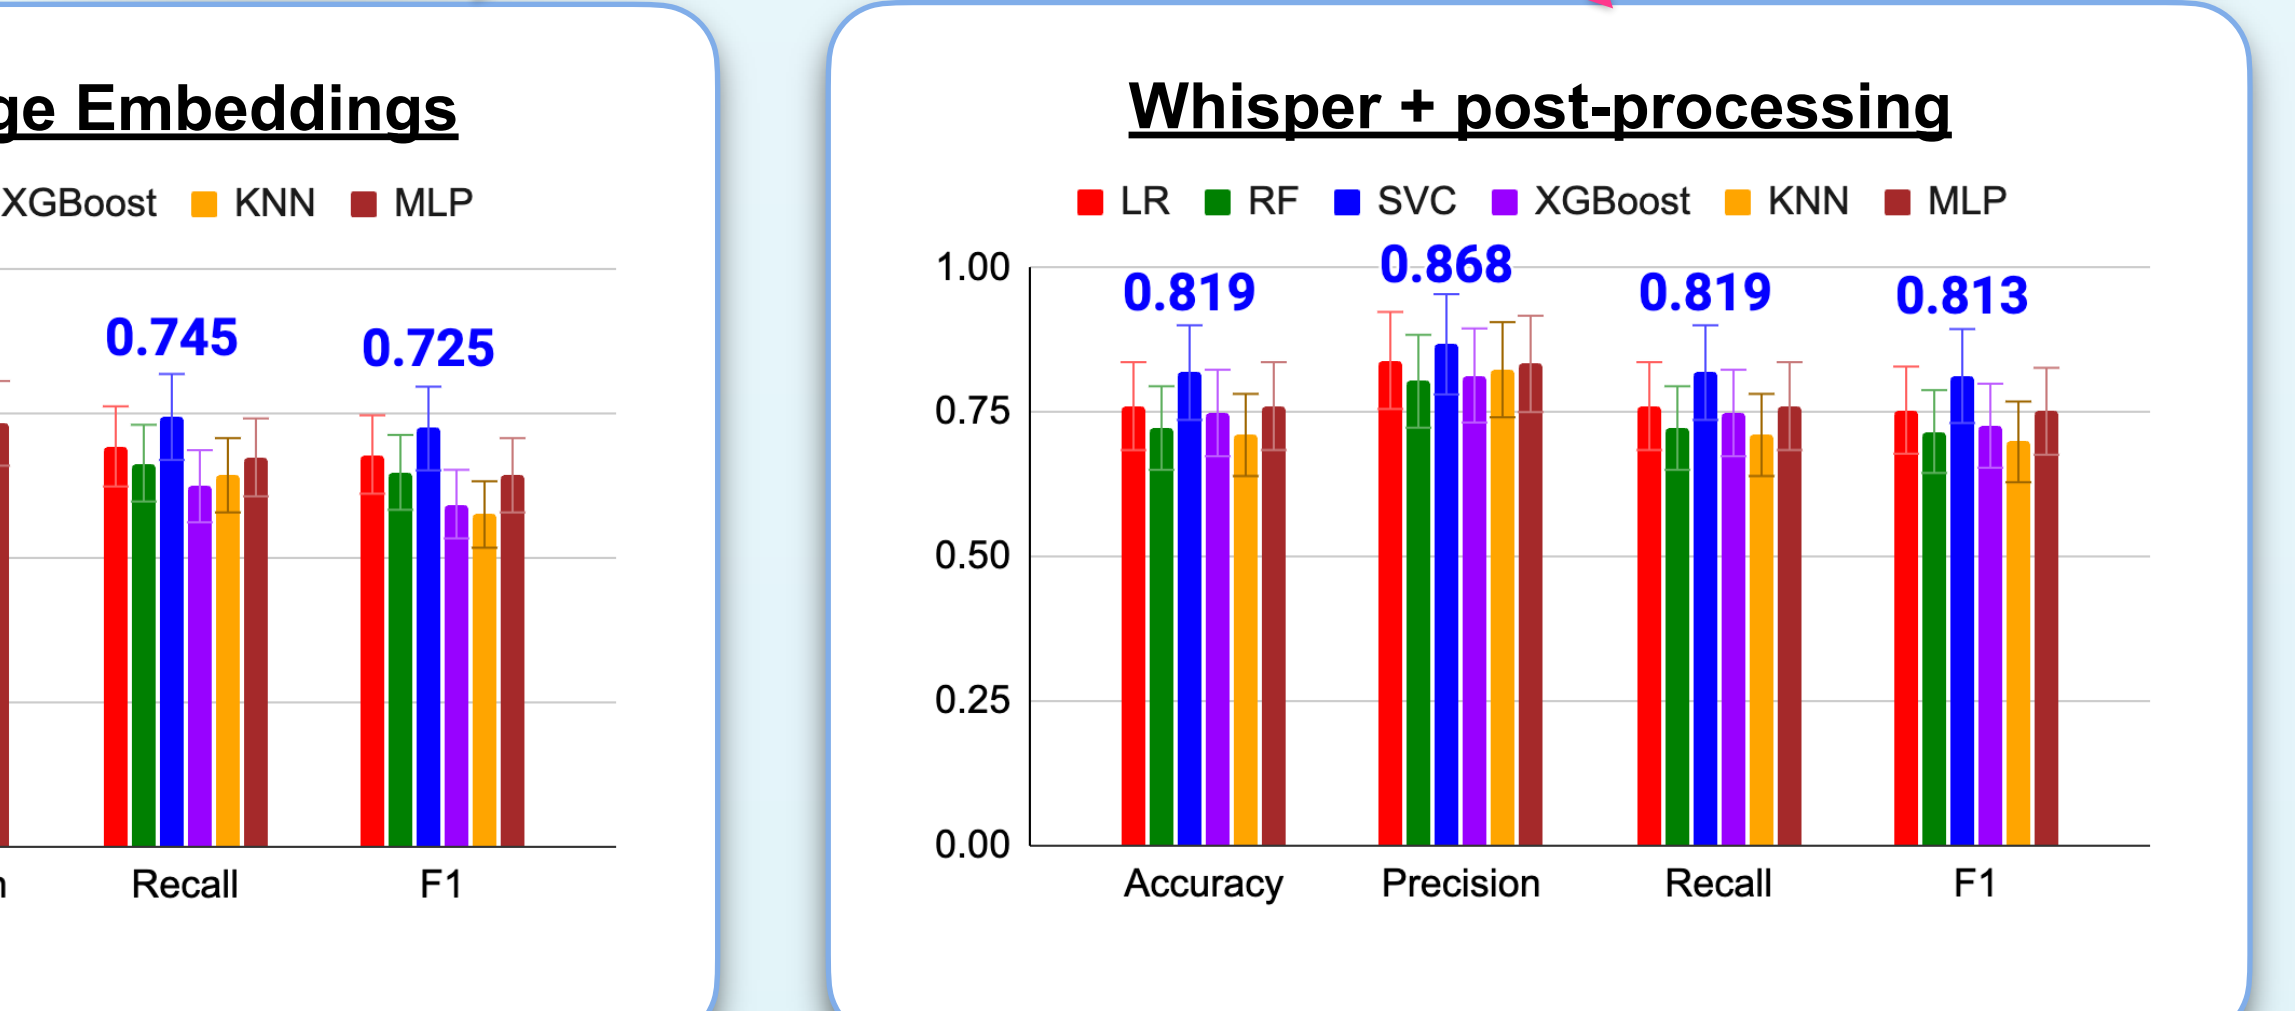 ge Embeddings
XGBoost KNN MLP
0.745 0.725
Recall F1
Whisper + post-processing
LR RF SVC XGBoost KNN MLP
0.819 0.868 0.819 0.813
1.00
0.75
0.50
0.25
0.00
Accuracy Precision Recall F1